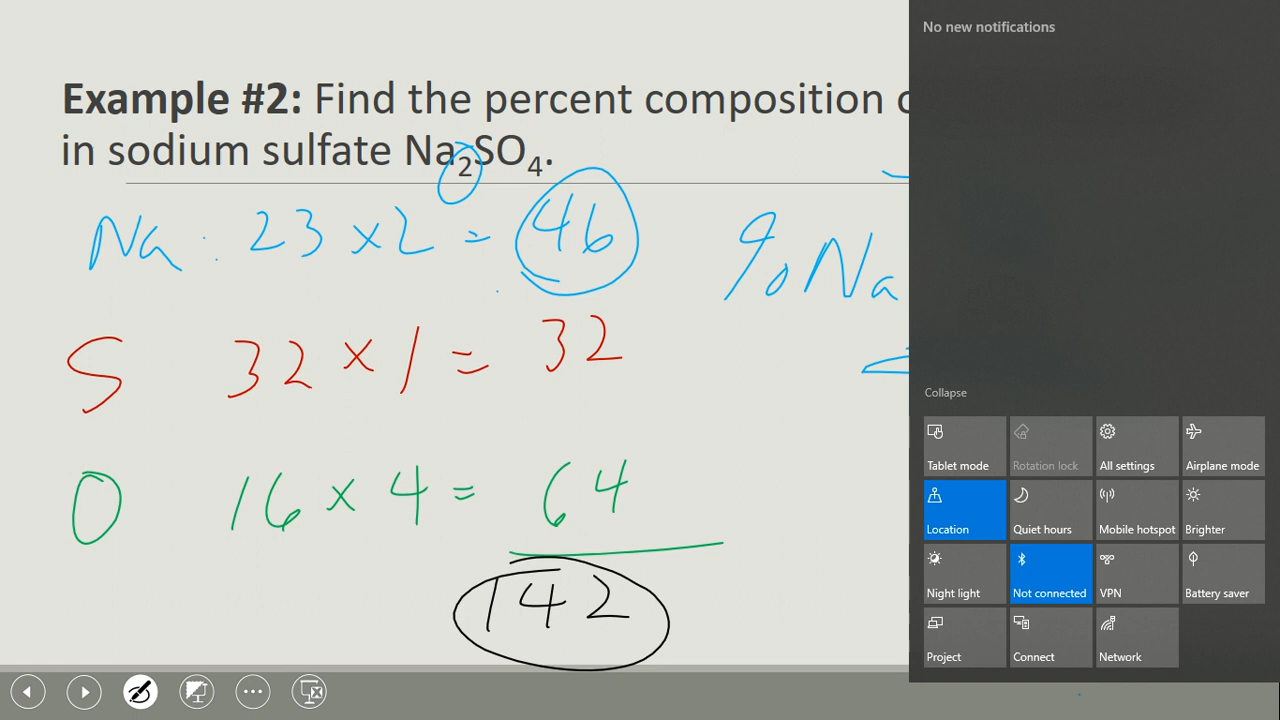 Example #2: Find the percent composition
in sodium sulfate Na₂SO₄.
Na: 23 × 2 = 46
%Na
S 32 × 1 = 32
O 16 × 4 = 64
142
No new notifications
Collapse
Tablet mode Rotation lock All settings Airplane mode
Location Quiet hours Mobile hotspot Brighter
Night light Not connected VPN Battery saver
Project Connect Network